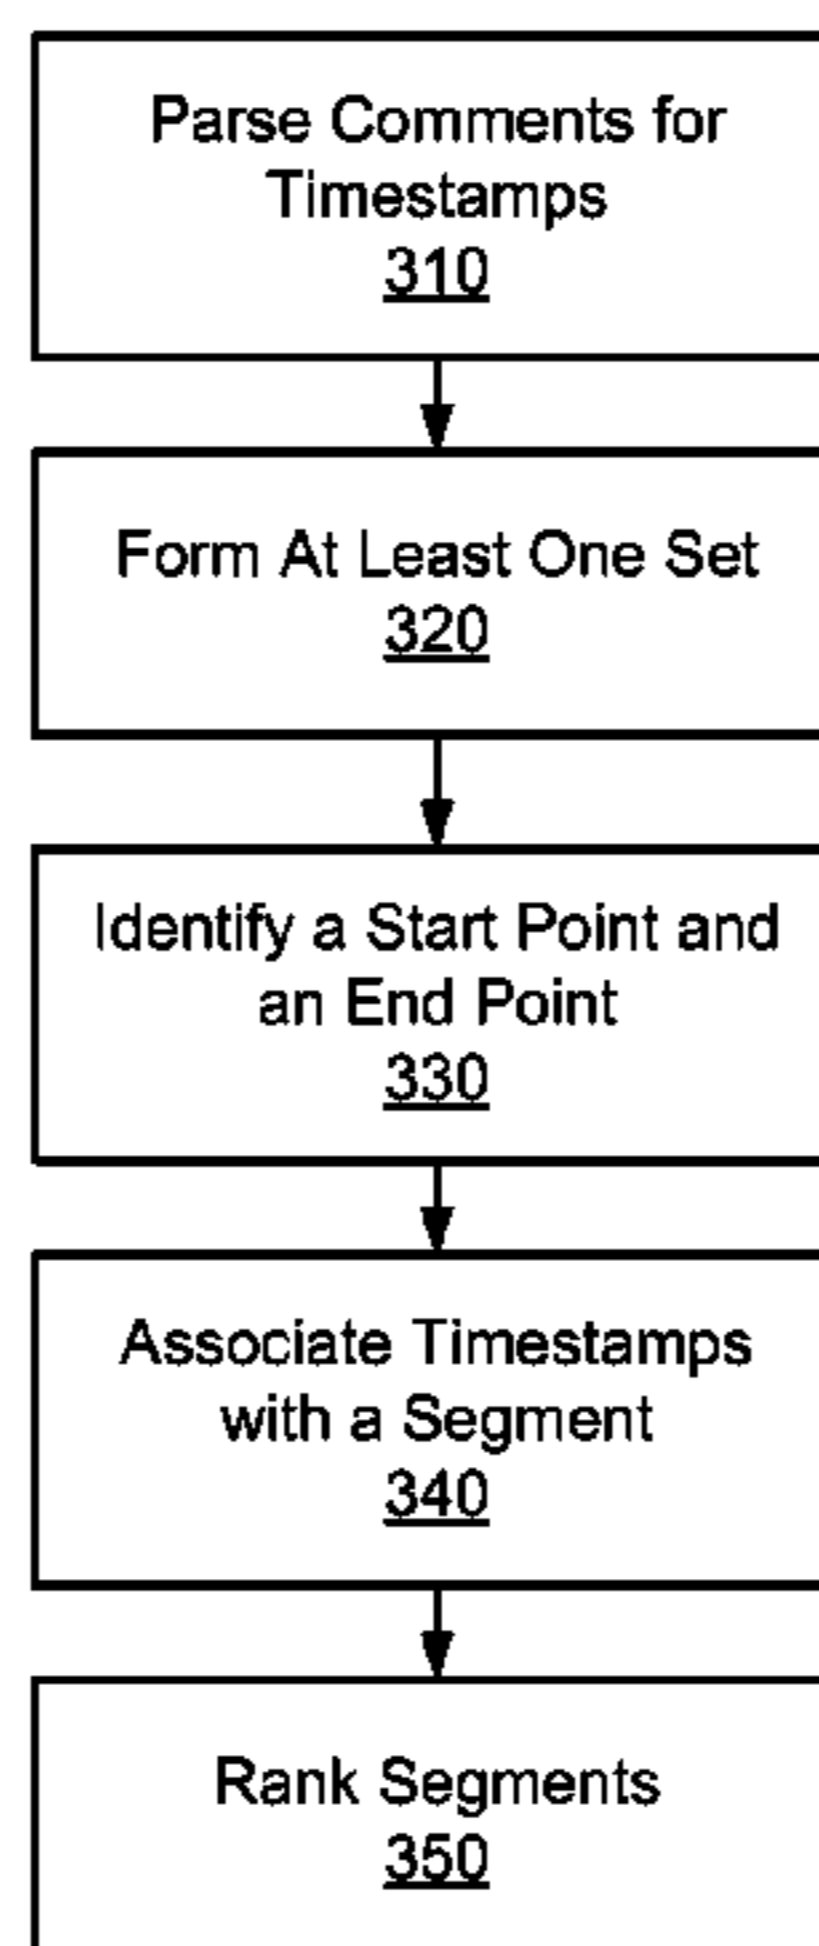 Parse Comments for
Timestamps
310
Form At Least One Set
320
Identify a Start Point and
an End Point
330
Associate Timestamps
with a Segment
340
Rank Segments
350